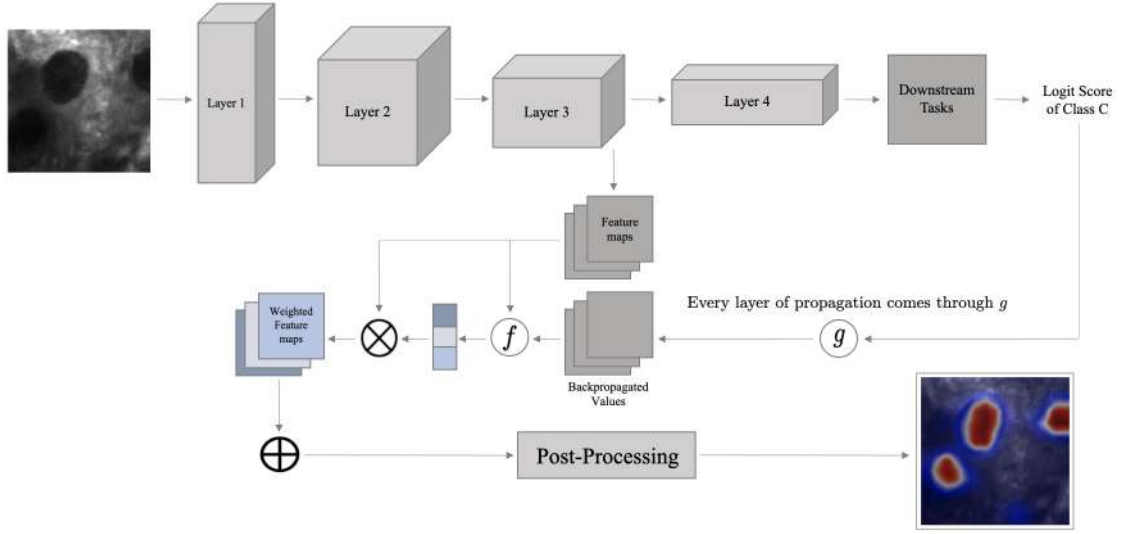 Layer 1
Layer 2
Layer 3
Layer 4
Downstream
Tasks
Logit Score
of Class C
Feature
maps
Every layer of propagation comes through g
Weighted
Feature
maps
f
g
Backpropagated
Values
Post-Processing